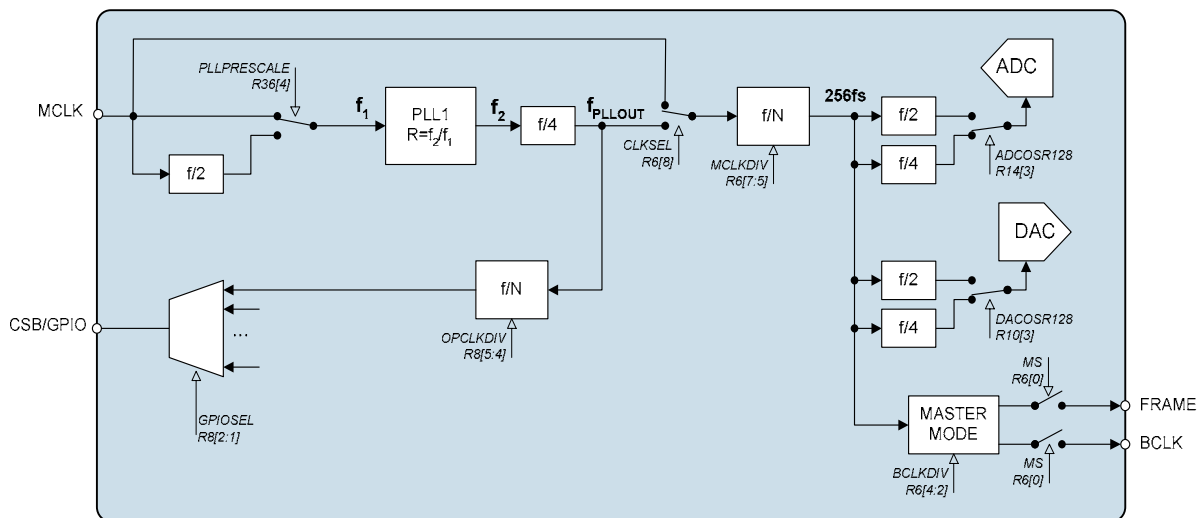 PLLPRESCALE
R36[4]
MCLK
f/2
f1
PLL1
R=f2/f1
f2
f/4
fPLLOUT
CLKSEL
R6[8]
f/N
MCLKDIV
R6[7:5]
256fs
f/2
f/4
ADC
ADCOSR128
R14[3]
DAC
f/2
f/4
DACOSR128
R10[3]
CSB/GPIO
...
GPIOSEL
R8[2:1]
f/N
OPCLKDIV
R8[5:4]
MASTER
MODE
BCLKDIV
R6[4:2]
MS
R6[0]
FRAME
BCLK
MS
R6[0]